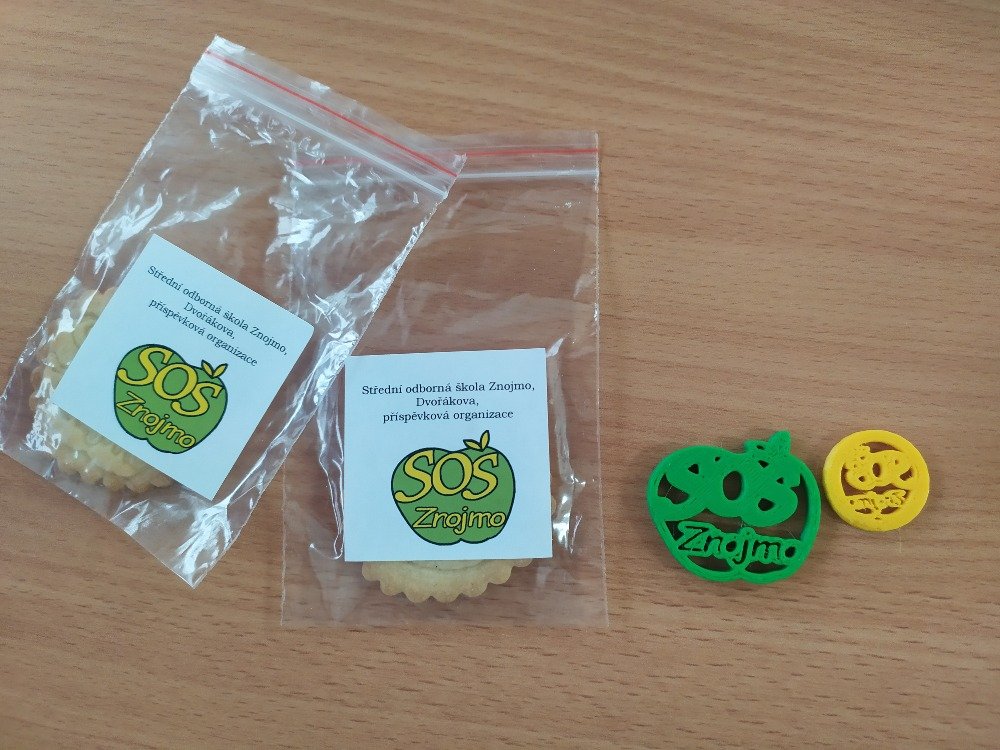 Střední odborná škola Znojmo,
Dvořákova,
příspěvková organizace
SOŠ
Znojmo
Střední odborná škola Znojmo,
Dvořákova,
příspěvková organizace
SOŠ
Znojmo
SOŠ
Znojmo